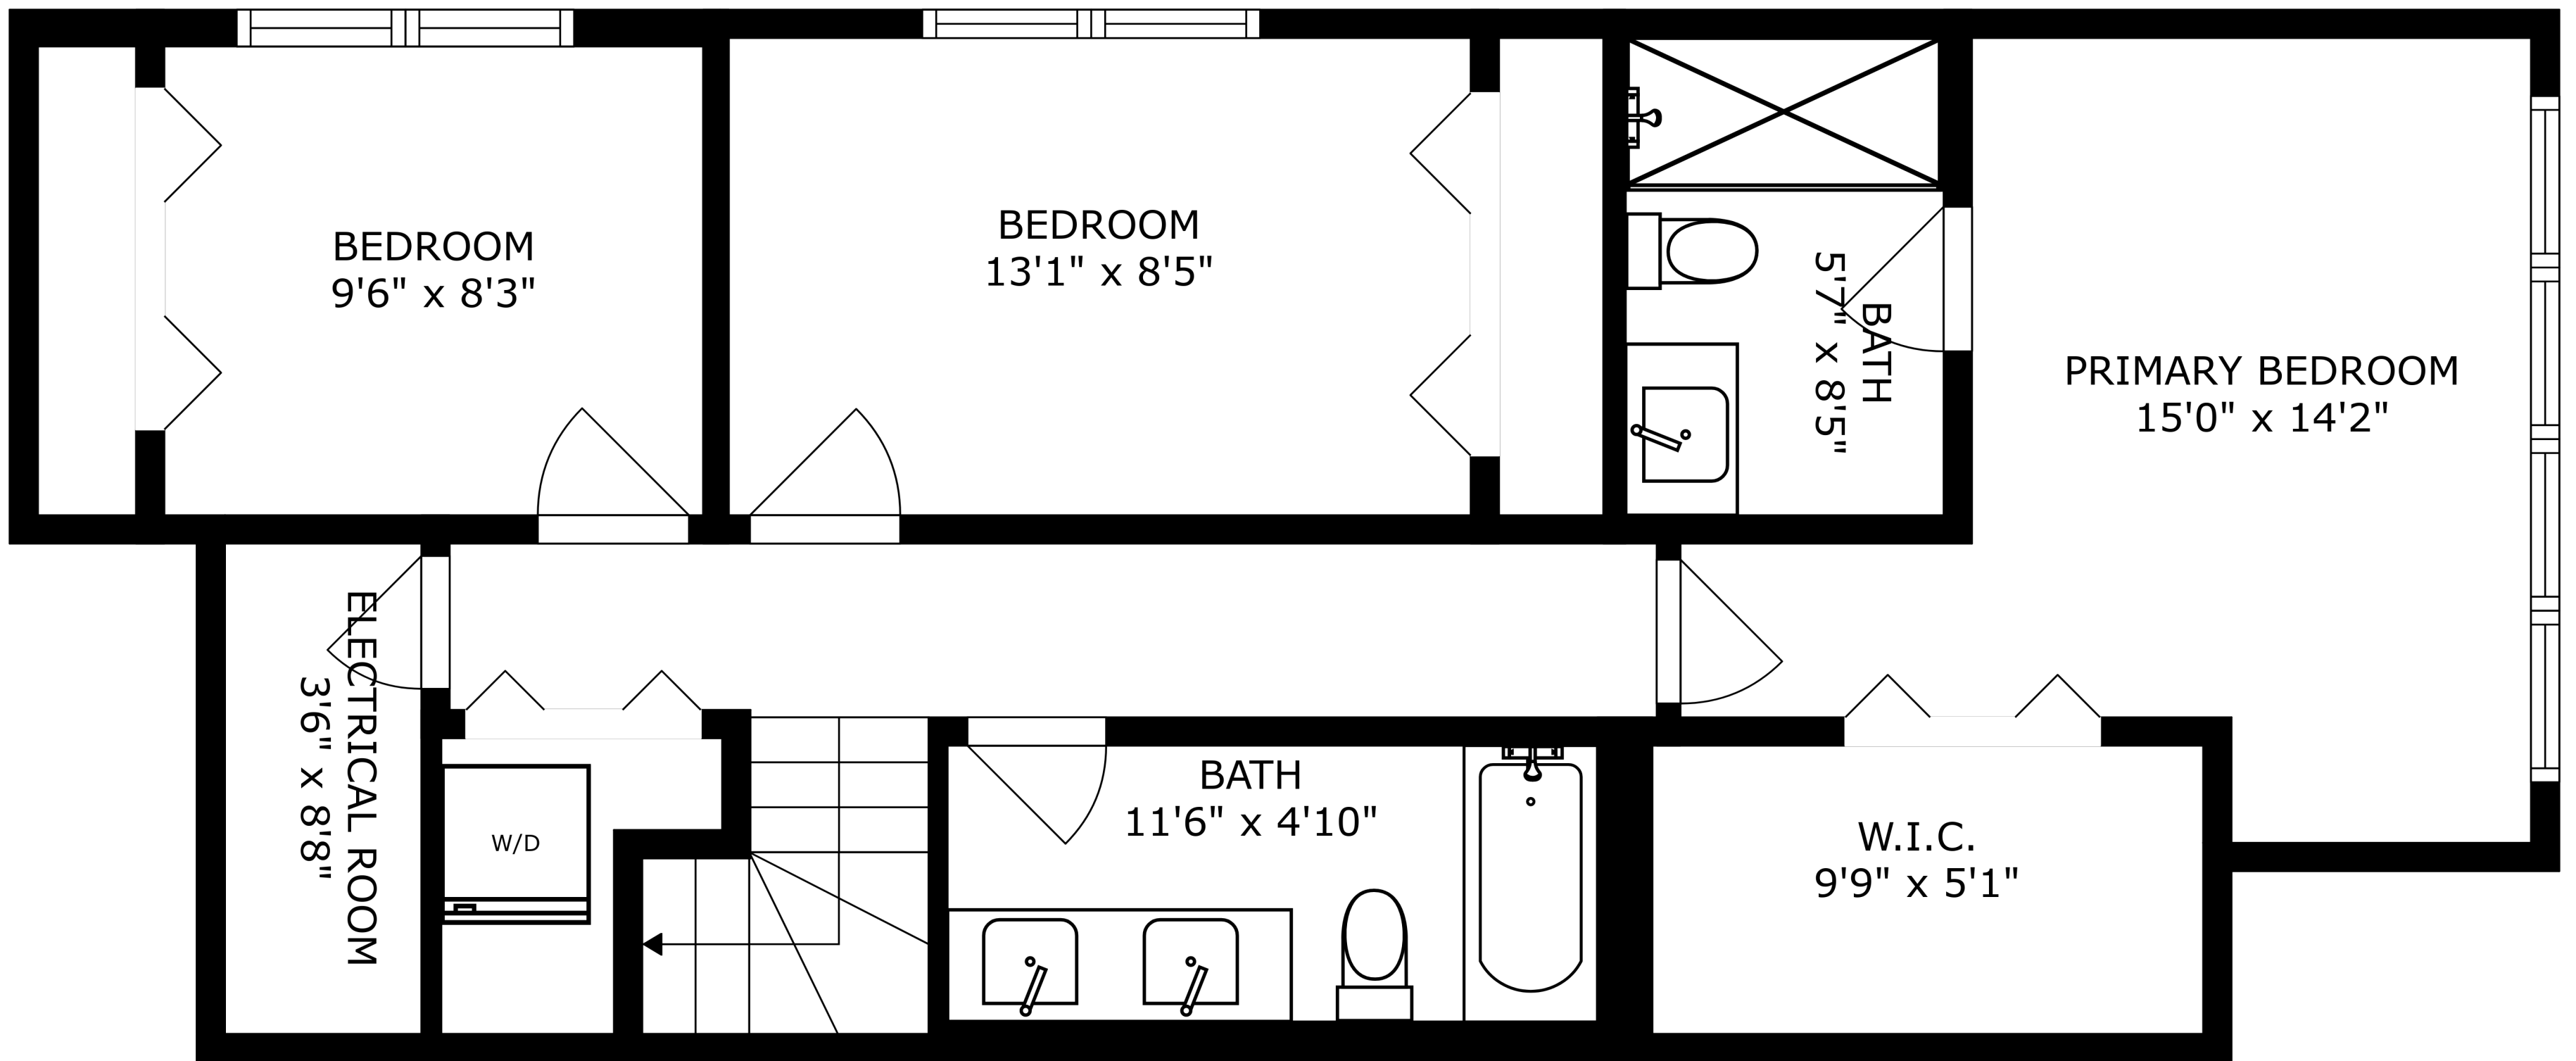 BEDROOM
9'6" x 8'3"
BEDROOM
13'1" x 8'5"
BATH
5'7" x 8'5"
PRIMARY BEDROOM
15'0" x 14'2"
ELECTRICAL ROOM
3'6" x 8'8"
W/D
BATH
11'6" x 4'10"
W.I.C.
9'9" x 5'1"